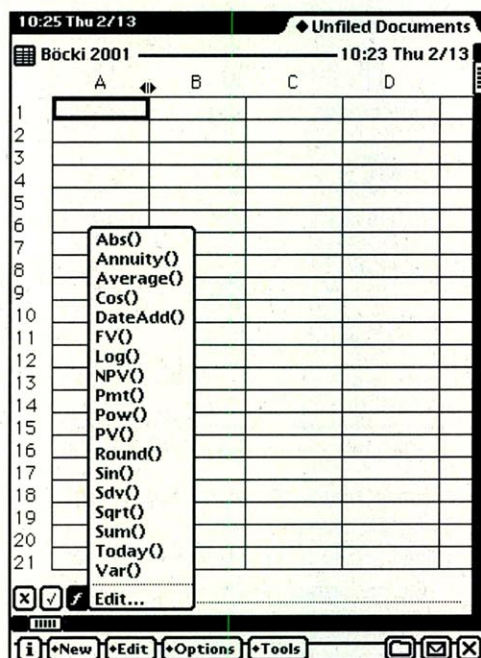 10:25 Thu 2/13
◆Unfiled Documents
Böcki 2001
10:23 Thu 2/13
A B C D
1
2
3
4
5
6
7
8
9
10
11
12
13
14
15
16
17
18
19
20
21
Abs()
Annuity()
Average()
Cos()
DateAdd()
FV()
Log()
NPV()
Pmt()
Pow()
PV()
Round()
Sin()
Sdv()
Sqrt()
Sum()
Today()
Var()
Edit...
f
i ◆New ◆Edit ◆Options ◆Tools